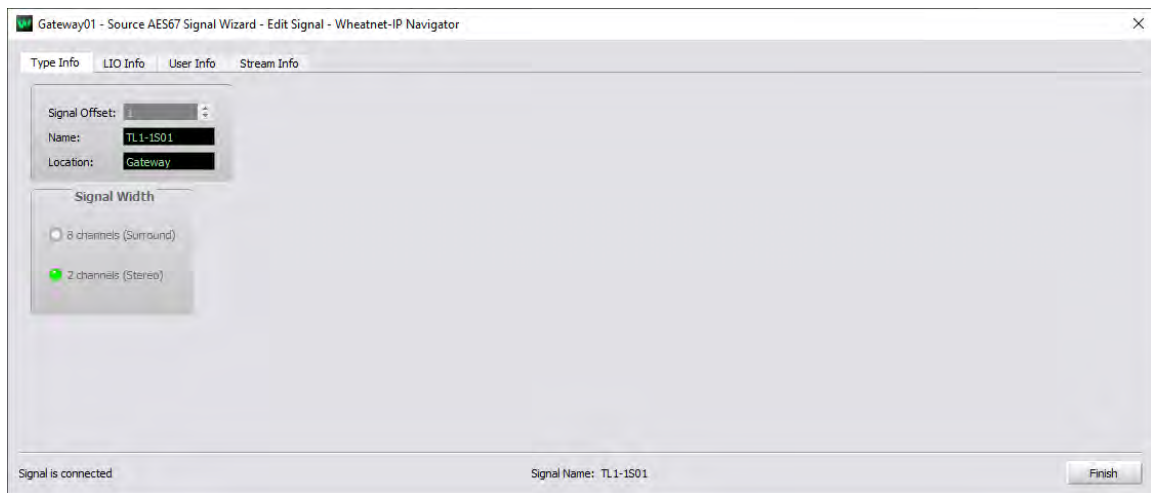 Gateway01 - Source AES67 Signal Wizard - Edit Signal - Wheatnet-IP Navigator
Type Info LIO Info User Info Stream Info
Signal Offset: 1
Name: TL1-1S01
Location: Gateway
Signal Width
8 channels (Surround)
2 channels (Stereo)
Signal is connected Signal Name: TL1-1S01 Finish